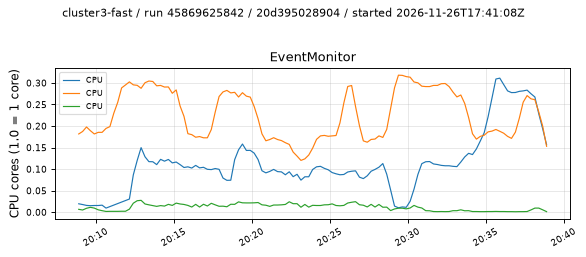 cluster3-fast / run 45869625842 / 20d395028904 / started 2026-11-26T17:41:08Z
EventMonitor
CPU cores (1.0 = 1 core)
0.30
0.25
0.20
0.15
0.10
0.05
0.00
CPU
CPU
CPU
20:10
20:15
20:20
20:25
20:30
20:35
20:40